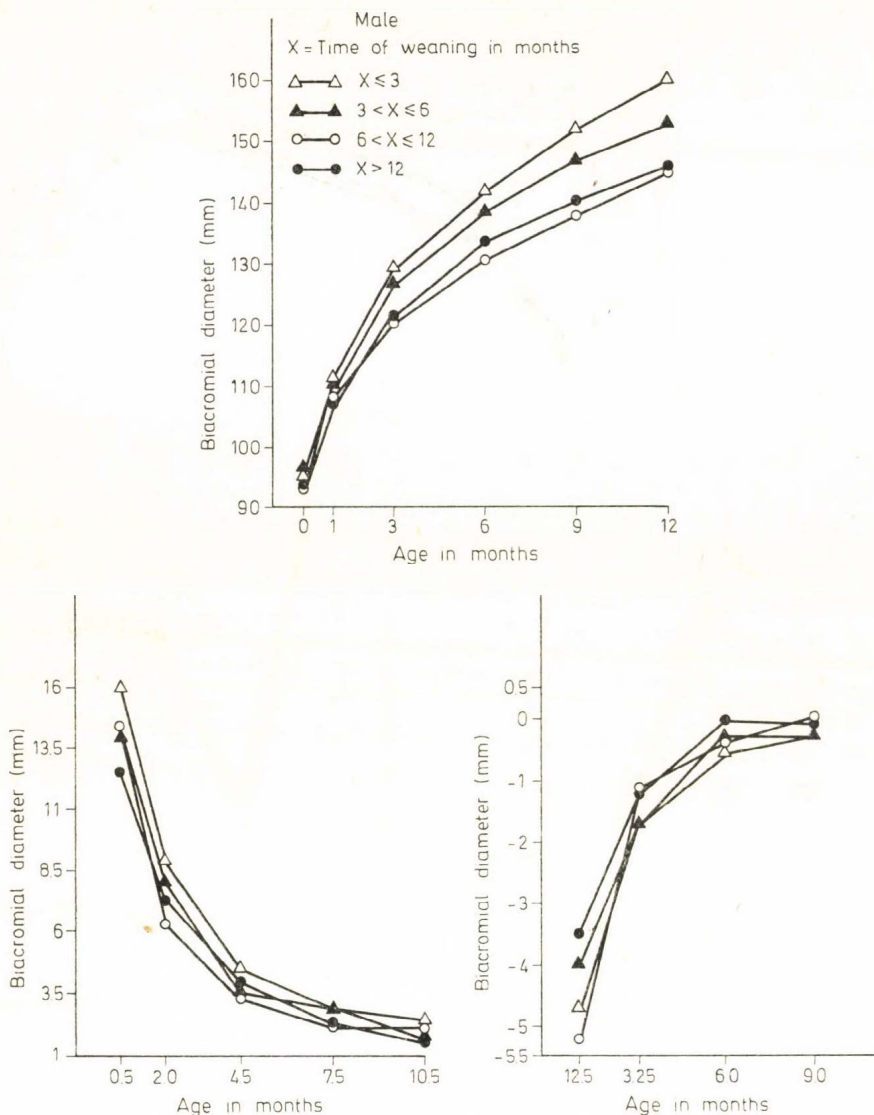 Male
X = Time of weaning in months
X ≤ 3
3 < X ≤ 6
6 < X ≤ 12
X > 12
Biacromial diameter (mm)
160
150
140
130
120
110
100
90
0 1 3 6 9 12
Age in months
Biacromial diameter (mm)
16
13.5
11
8.5
6
3.5
1
0.5 2.0 4.5 7.5 10.5
Age in months
Biacromial diameter (mm)
0.5
0
-1
-2
-3
-4
-5
-5.5
12.5 3.25 6.0 9.0
Age in months